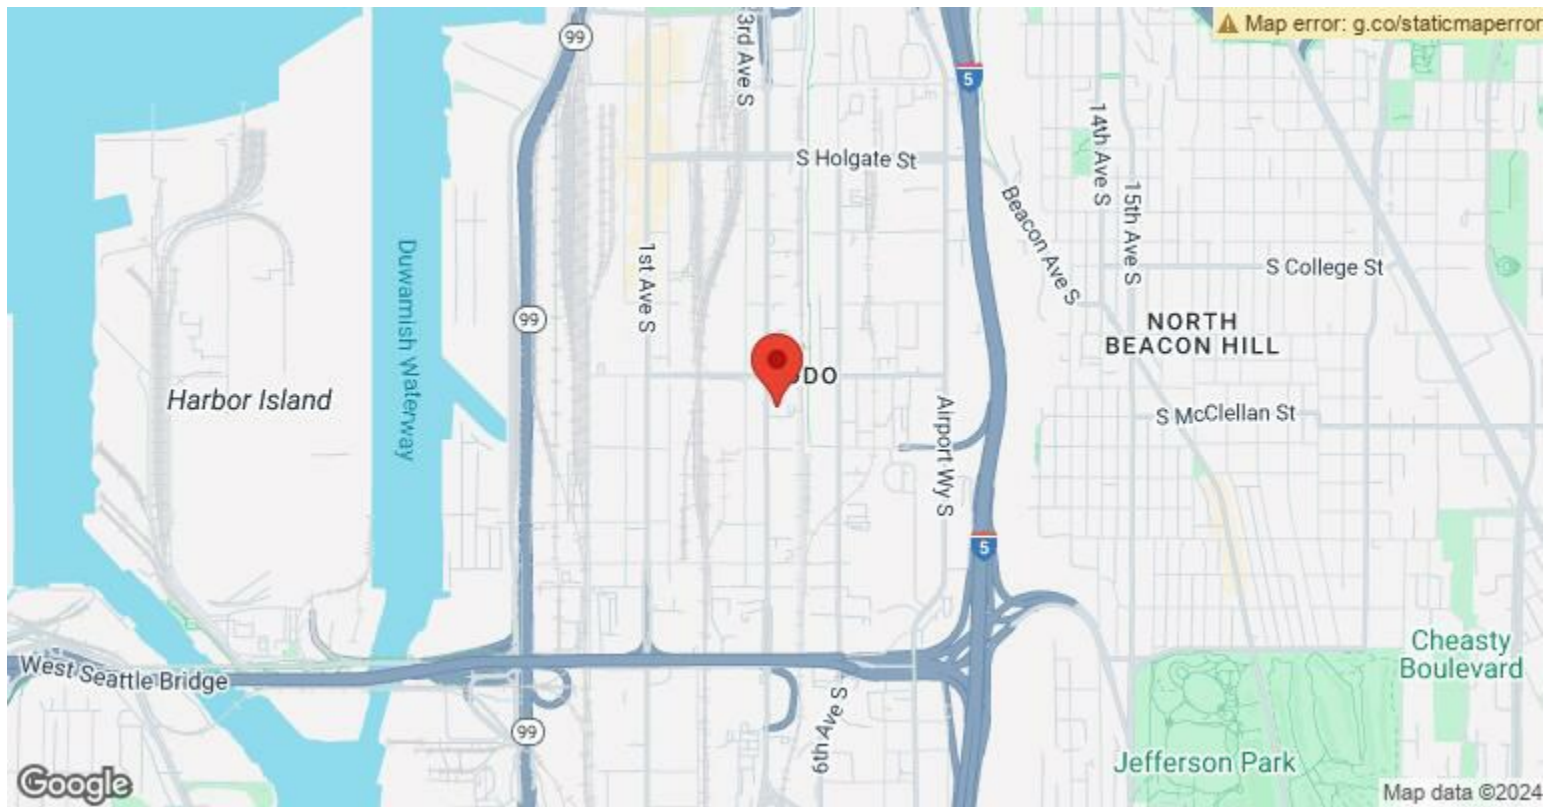 Map error: g.co/staticmaperror
99
3rd Ave S
5
14th Ave S
S Holgate St
15th Ave S
Beacon Ave S
1st Ave S
S College St
Duwamish Waterway
99
NORTH
BEACON HILL
DO
Harbor Island
Airport Wy S
S McClellan St
5
Cheasty
Boulevard
West Seattle Bridge
6th Ave S
99
Jefferson Park
Google
Map data ©2024